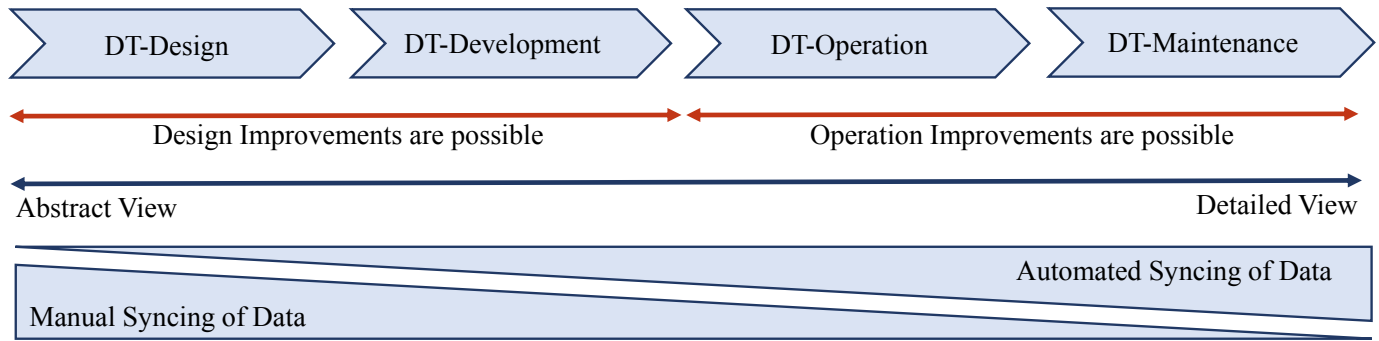 DT-Design
DT-Development
DT-Operation
DT-Maintenance
Design Improvements are possible
Operation Improvements are possible
Abstract View
Detailed View
Automated Syncing of Data
Manual Syncing of Data